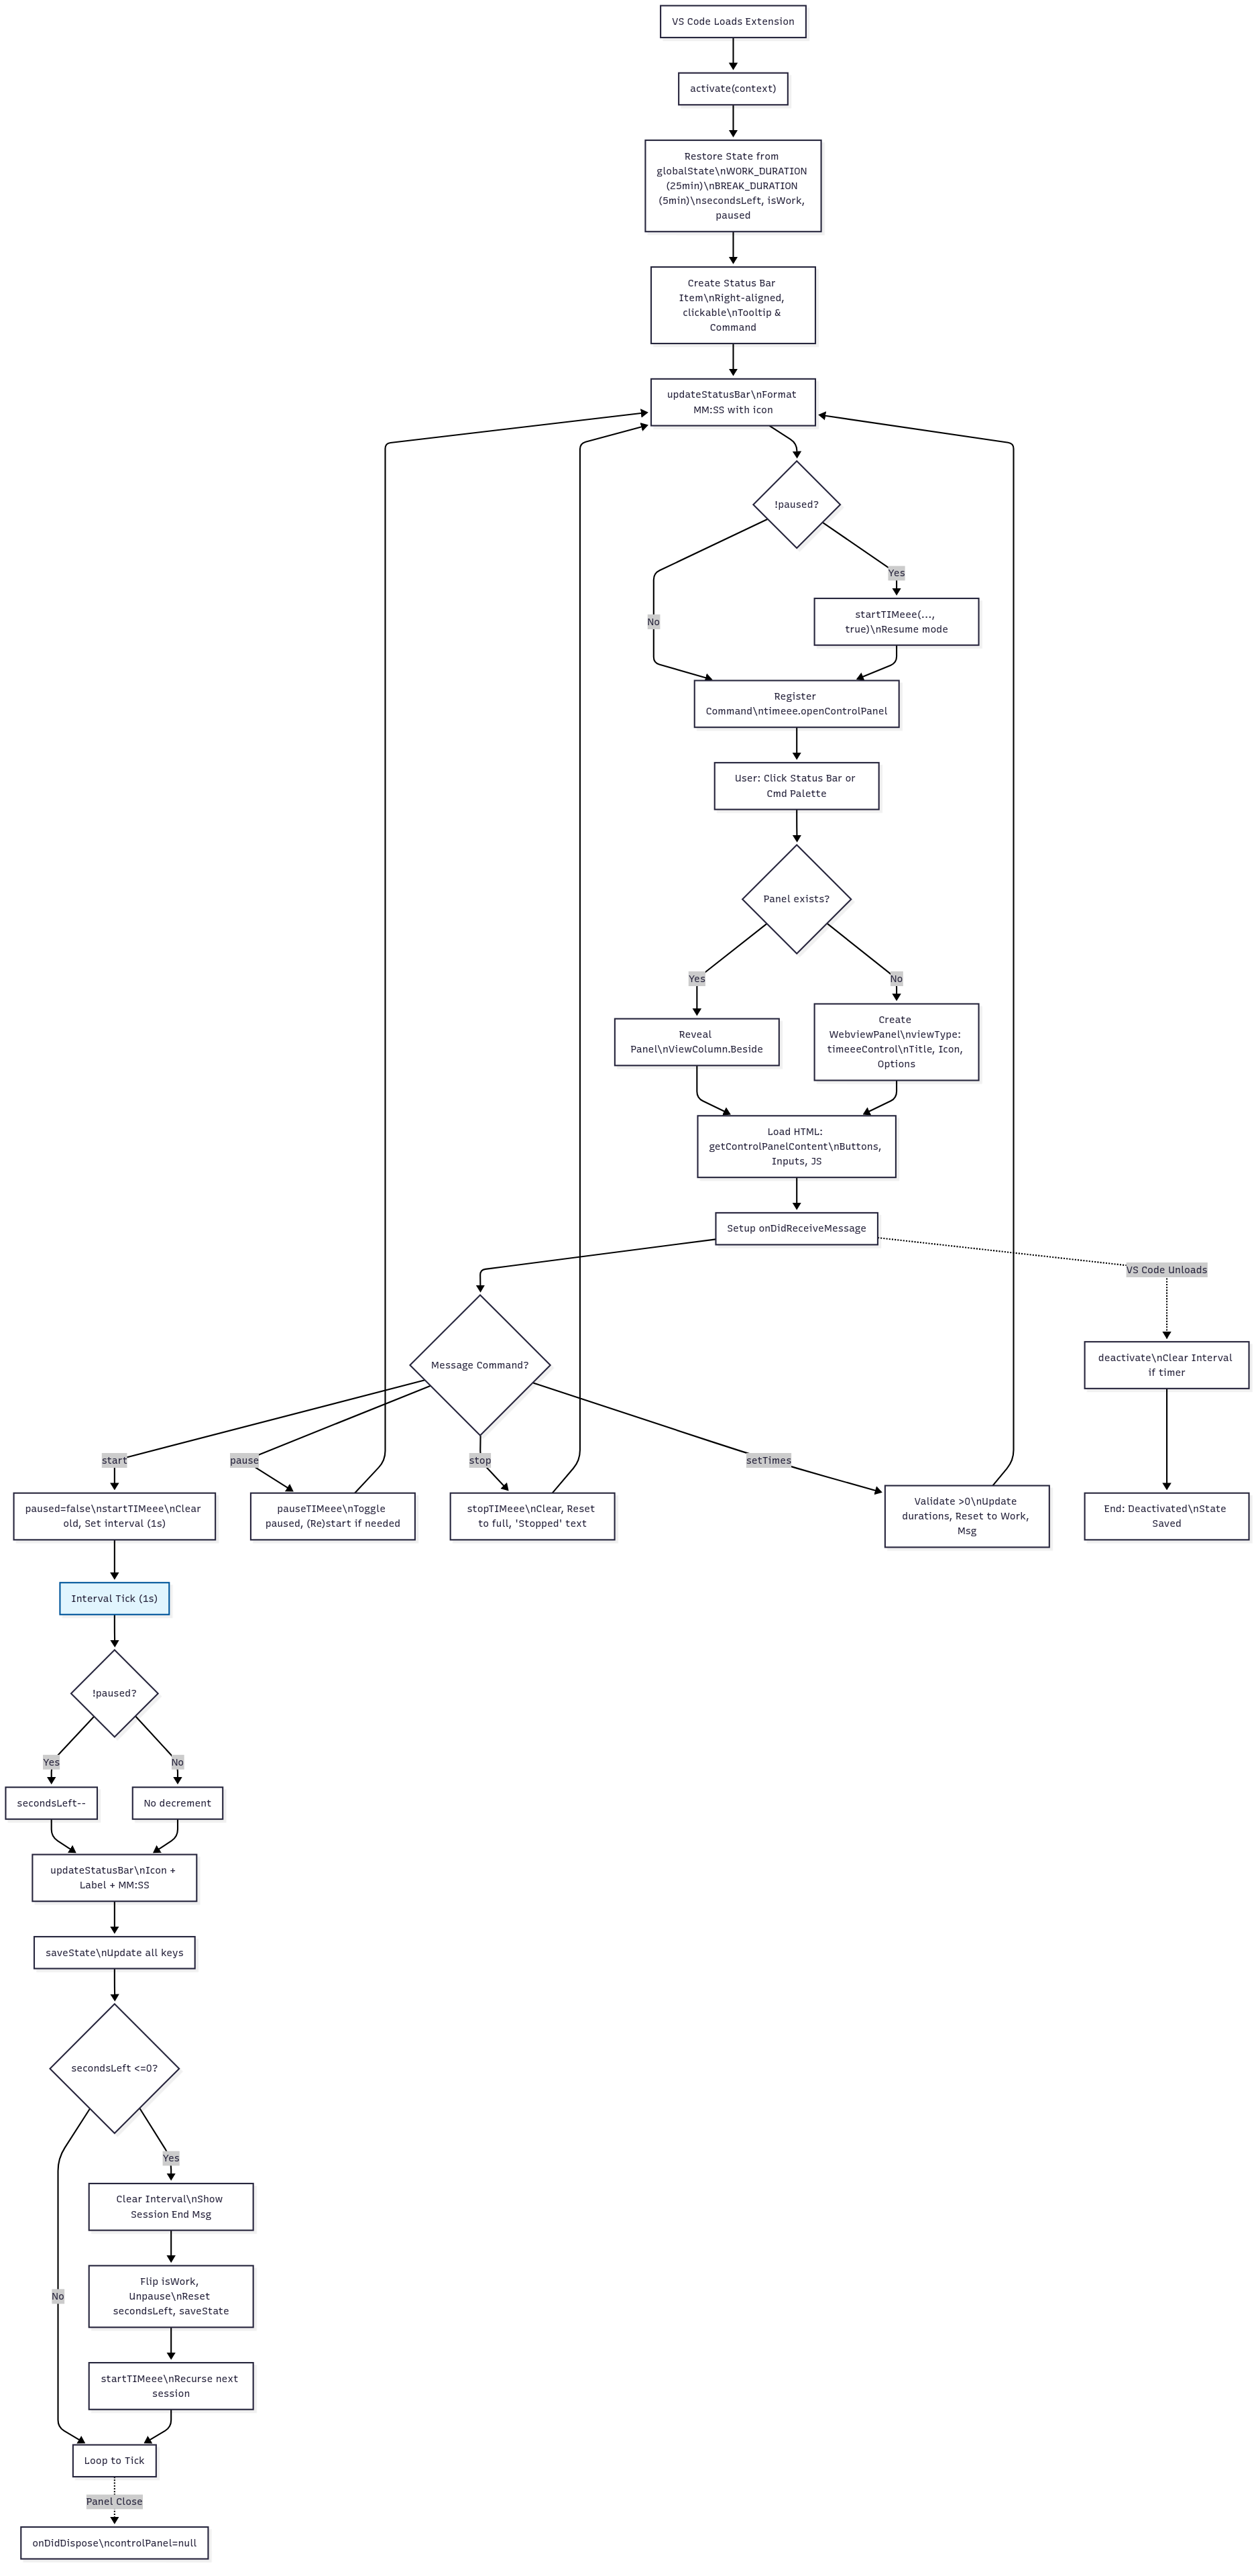 VS Code Loads Extension
activate(context)
Restore State from
globalState\nWORK_DURATION
(25min)\nBREAK_DURATION
(5min)\nsecondsLeft, isWork,
paused
Create Status Bar
Item\nRight-aligned,
clickable\nTooltip &
Command
updateStatusBar\nFormat
MM:SS with icon
!paused?
Yes
No
startTIMeee(...,
true)\nResume mode
Register
Command\ntimeee.openControlPanel
User: Click Status Bar or
Cmd Palette
Panel exists?
Yes
No
Reveal
Panel\nViewColumn.Beside
Create
WebviewPanel\nviewType:
timeeeControl\nTitle, Icon,
Options
Load HTML:
getControlPanelContent\nButtons,
Inputs, JS
Setup onDidReceiveMessage
VS Code Unloads
Message Command?
deactivate\nClear Interval
if timer
start
pause
stop
setTimes
paused=false\nstartTIMeee\nClear
old, Set interval (1s)
pauseTIMeee\nToggle
paused, (Re)start if needed
stopTIMeee\nClear, Reset
to full, 'Stopped' text
Validate >0\nUpdate
durations, Reset to Work,
Msg
End: Deactivated\nState
Saved
Interval Tick (1s)
!paused?
Yes
No
secondsLeft--
No decrement
updateStatusBar\nIcon +
Label + MM:SS
saveState\nUpdate all keys
secondsLeft <=0?
Yes
Clear Interval\nShow
Session End Msg
No
Flip isWork,
Unpause\nReset
secondsLeft, saveState
startTIMeee\nRecurse next
session
Loop to Tick
Panel Close
onDidDispose\ncontrolPanel=null